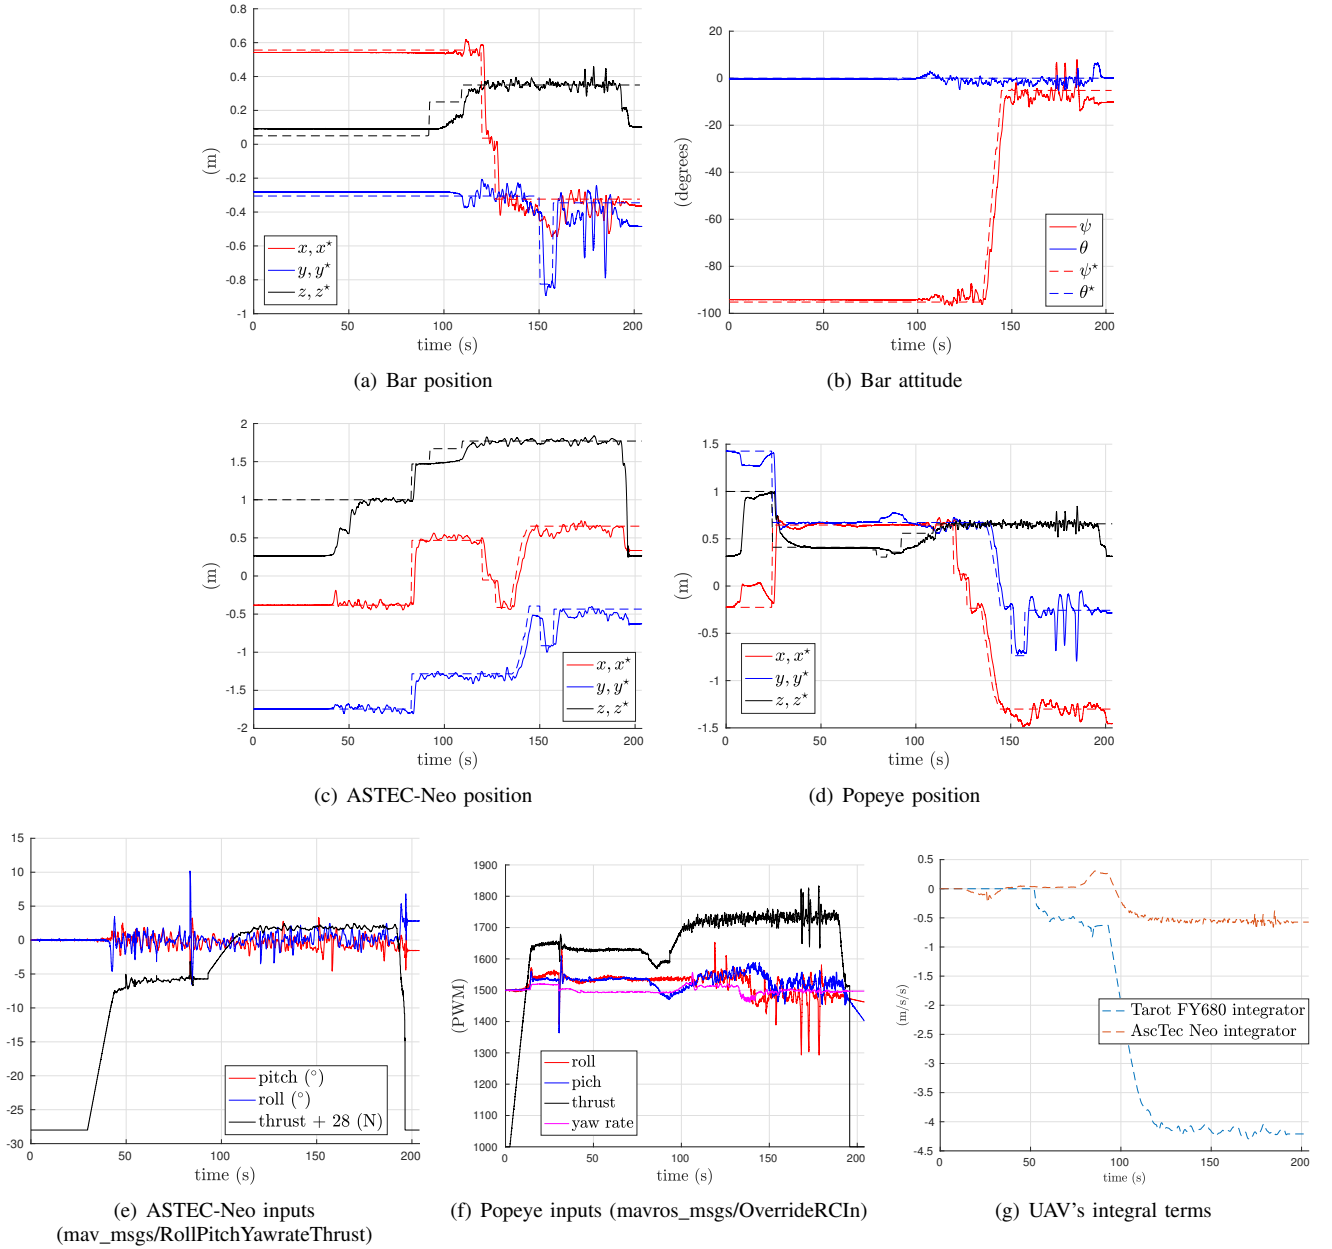 0.8
0.6
0.4
0.2
0
-0.2
-0.4
-0.6
-0.8
-1
(m)
x, x⋆
y, y⋆
z, z⋆
0 50 100 150 200
time (s)
(a) Bar position
20
0
-20
-40
-60
-80
-100
(degrees)
ψ
θ
ψ⋆
θ⋆
0 50 100 150 200
time (s)
(b) Bar attitude
2
1.5
1
0.5
0
-0.5
-1
-1.5
-2
(m)
x, x⋆
y, y⋆
z, z⋆
0 50 100 150 200
time (s)
(c) ASTEC-Neo position
1.5
1
0.5
0
-0.5
-1
-1.5
(m)
x, x⋆
y, y⋆
z, z⋆
0 50 100 150 200
time (s)
(d) Popeye position
15
10
5
0
-5
-10
-15
-20
-25
-30
pitch (°)
roll (°)
thrust + 28 (N)
0 50 100 150 200
time (s)
(e) ASTEC-Neo inputs
(mav_msgs/RollPitchYawrateThrust)
1900
1800
1700
1600
1500
1400
1300
1200
1100
1000
(PWM)
roll
pich
thrust
yaw rate
0 50 100 150 200
time (s)
(f) Popeye inputs (mavros_msgs/OverrideRCIn)
0.5
0
-0.5
-1
-1.5
-2
-2.5
-3
-3.5
-4
-4.5
(m/s/s)
Tarot FY680 integrator
AscTec Neo integrator
0 50 100 150 200
time (s)
(g) UAV's integral terms